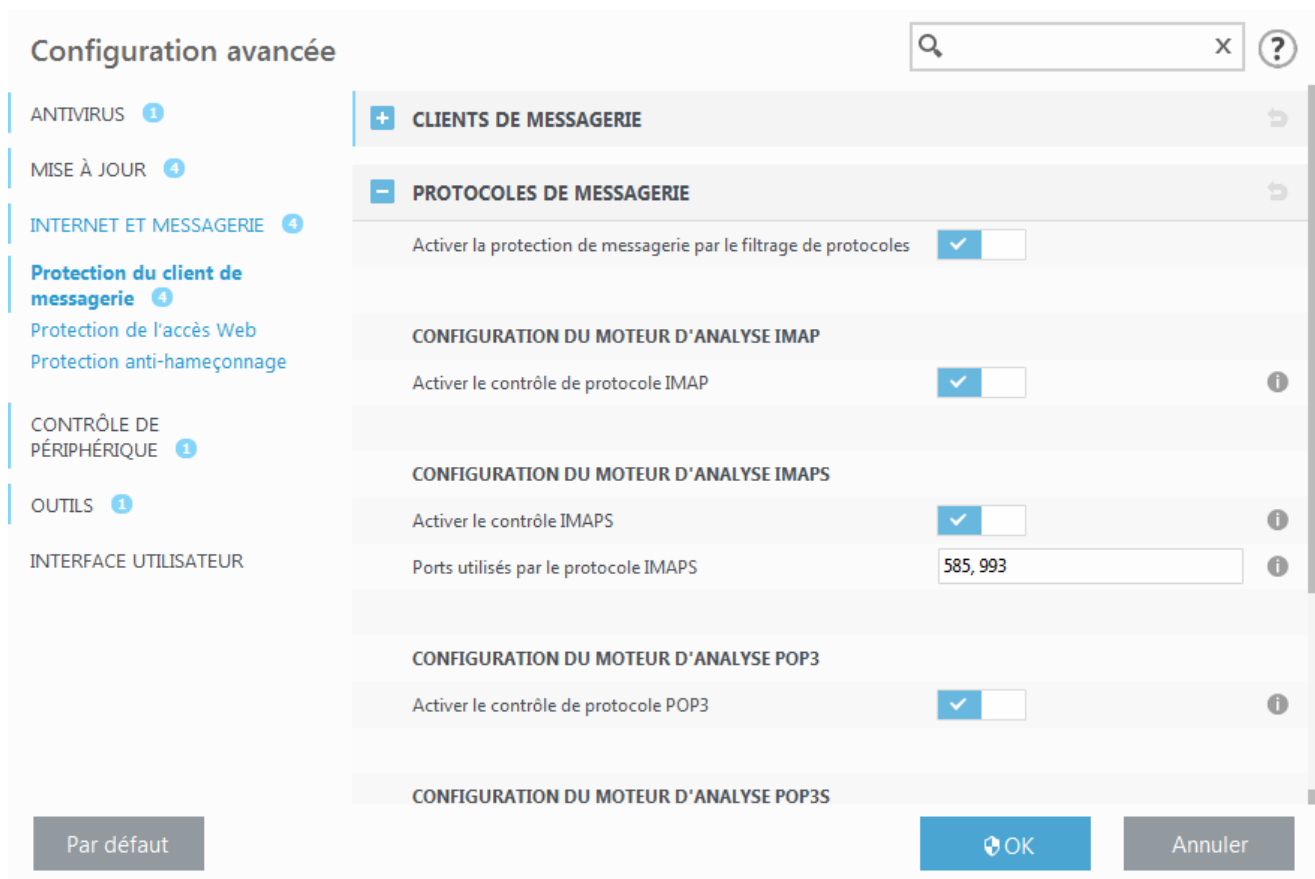 Configuration avancée
x
?
ANTIVIRUS 1
MISE À JOUR 4
INTERNET ET MESSAGERIE 4
Protection du client de
messagerie 4
Protection de l'accès Web
Protection anti-hameçonnage
CONTRÔLE DE
PÉRIPHÉRIQUE 1
OUTILS 1
INTERFACE UTILISATEUR
CLIENTS DE MESSAGERIE
PROTOCOLES DE MESSAGERIE
Activer la protection de messagerie par le filtrage de protocoles
CONFIGURATION DU MOTEUR D'ANALYSE IMAP
Activer le contrôle de protocole IMAP
CONFIGURATION DU MOTEUR D'ANALYSE IMAPS
Activer le contrôle IMAPS
Ports utilisés par le protocole IMAPS 585, 993
CONFIGURATION DU MOTEUR D'ANALYSE POP3
Activer le contrôle de protocole POP3
CONFIGURATION DU MOTEUR D'ANALYSE POP3S
Par défaut
OK
Annuler